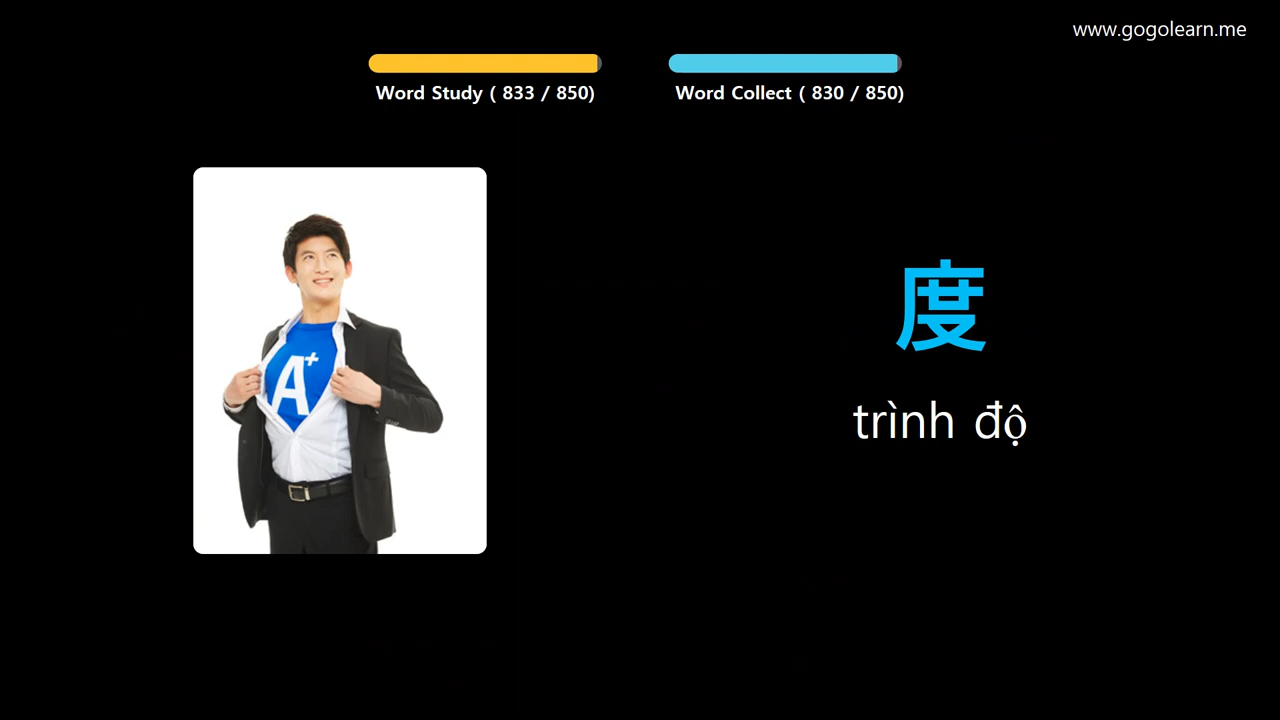 www.gogolearn.me
Word Study ( 833 / 850)
Word Collect ( 830 / 850)
A+
度
trình độ